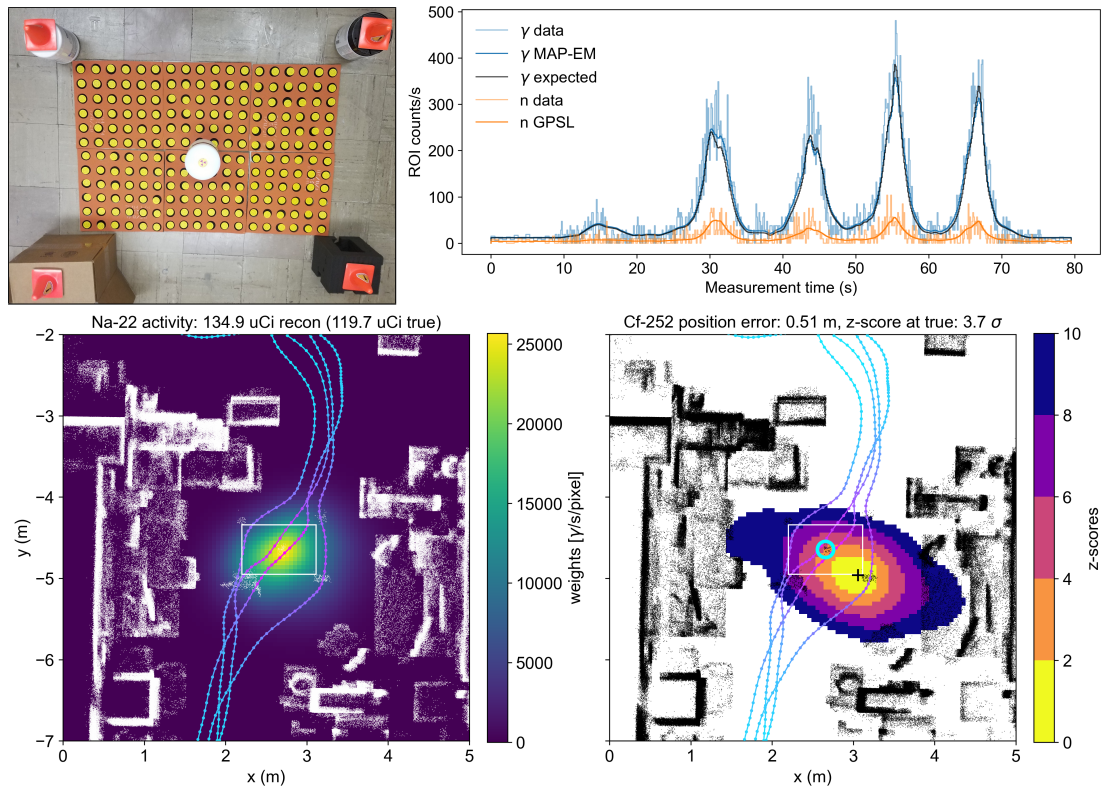 500
400
300
200
100
0
ROI counts/s
γ data
γ MAP-EM
γ expected
n data
n GPSL
0 10 20 30 40 50 60 70 80
Measurement time (s)
Na-22 activity: 134.9 uCi recon (119.7 uCi true)
−2
−3
−4
−5
−6
−7
y (m)
0 1 2 3 4 5
x (m)
25000
20000
15000
10000
5000
0
weights [γ/s/pixel]
Cf-252 position error: 0.51 m, z-score at true: 3.7 σ
0 1 2 3 4 5
x (m)
10
8
6
4
2
0
z-scores